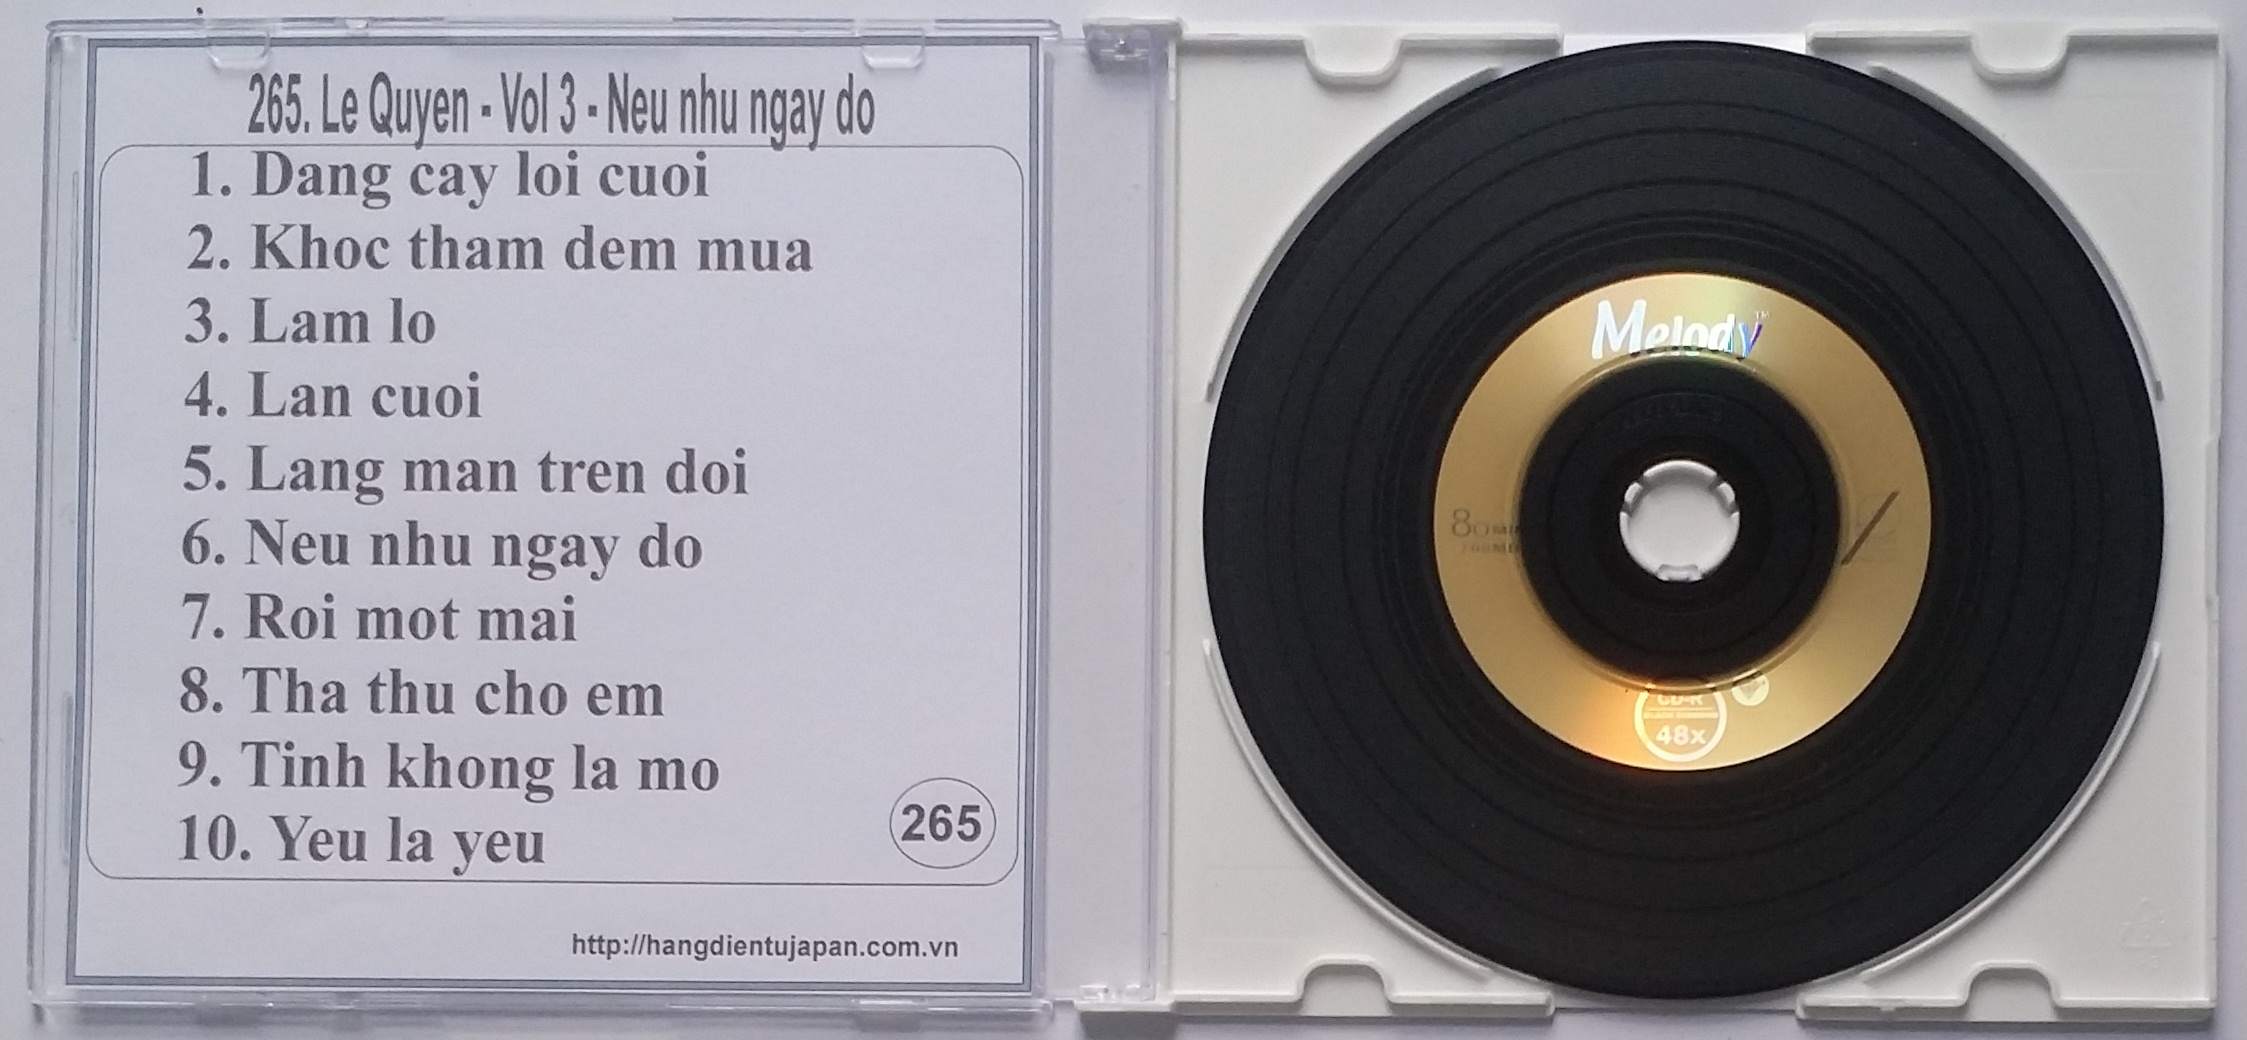 265. Le Quyen - Vol 3 - Neu nhu ngay do
1. Dang cay loi cuoi
2. Khoc tham dem mua
3. Lam lo
4. Lan cuoi
5. Lang man tren doi
6. Neu nhu ngay do
7. Roi mot mai
8. Tha thu cho em
9. Tinh khong la mo
10. Yeu la yeu
265
http://hangdientujapan.com.vn
Melody™
80 MIN
CD-R
48x